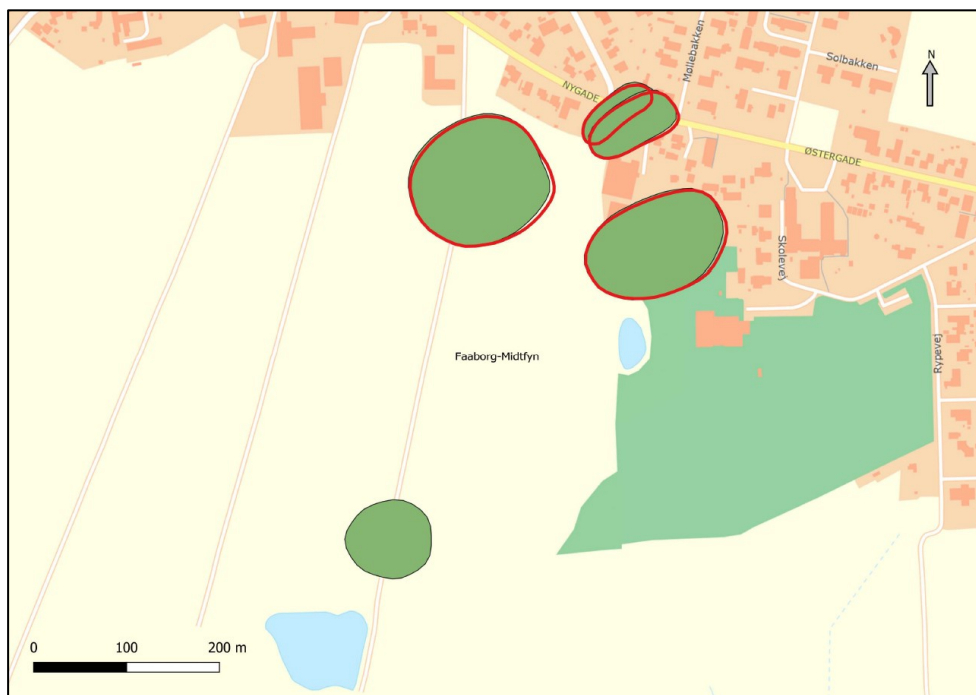 Solbakken
Møllebakken
N
NYGADE
ØSTERGADE
Skolevej
Rypevej
Faaborg-Midtfyn
0 100 200 m